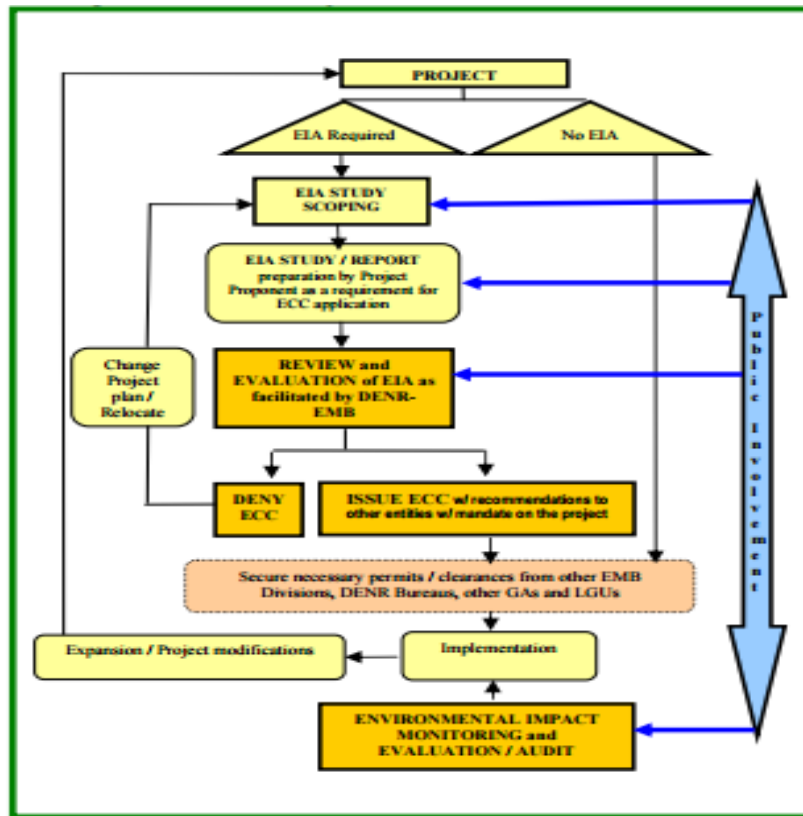 PROJECT
EIA Required
No EIA
EIA STUDY
SCOPING
EIA STUDY / REPORT
preparation by Project
Proponent as a requirement for
ECC application
Change
Project
plan /
Relocate
REVIEW and
EVALUATION of EIA as
facilitated by DENR-
EMB
DENY
ECC
ISSUE ECC w/ recommendations to
other entities w/ mandate on the project
Secure necessary permits / clearances from other EMB
Divisions, DENR Bureaus, other GAs and LGUs
Expansion / Project modifications
Implementation
ENVIRONMENTAL IMPACT
MONITORING and
EVALUATION / AUDIT
Public Involvement